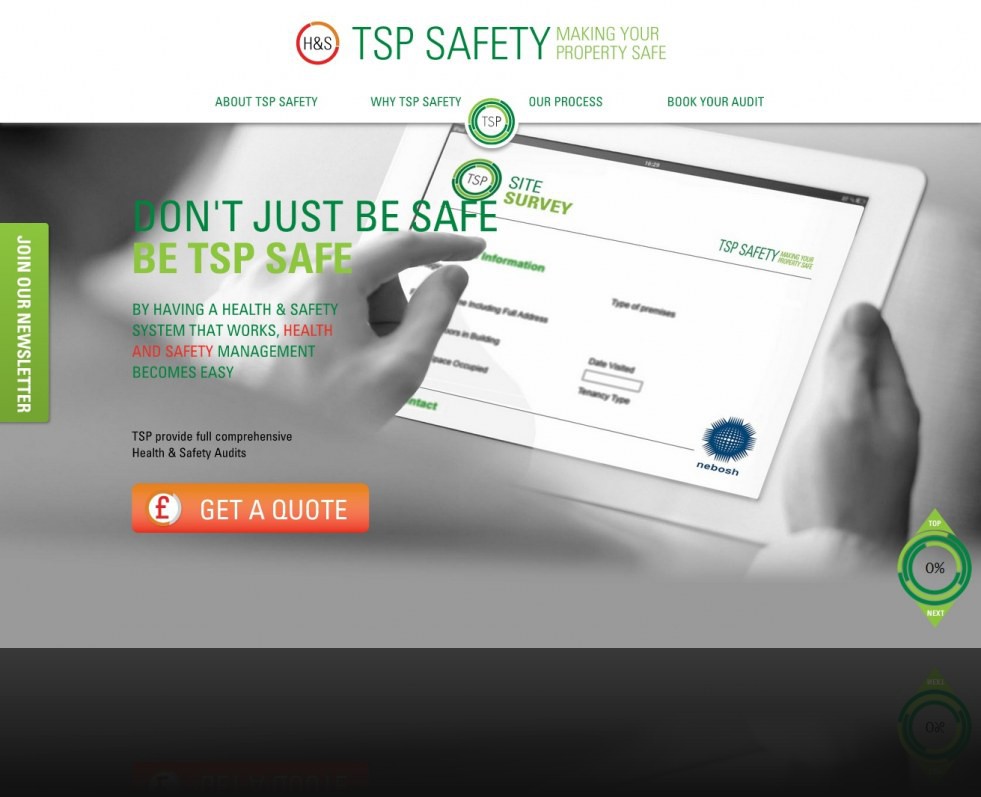 H&S TSP SAFETY MAKING YOUR
PROPERTY SAFE
ABOUT TSP SAFETY WHY TSP SAFETY TSP OUR PROCESS BOOK YOUR AUDIT
TSP SITE
SURVEY
DON'T JUST BE SAFE
BE TSP SAFE
TSP SAFETY MAKING YOUR
PROPERTY SAFE
Information
Type of premises
Including Full Address
in Building
Occupied
Date Visited
Tenancy Type
nebosh
BY HAVING A HEALTH & SAFETY
SYSTEM THAT WORKS, HEALTH
AND SAFETY MANAGEMENT
BECOMES EASY
JOIN OUR NEWSLETTER
TSP provide full comprehensive
Health & Safety Audits
£ GET A QUOTE
TOP
0%
NEXT